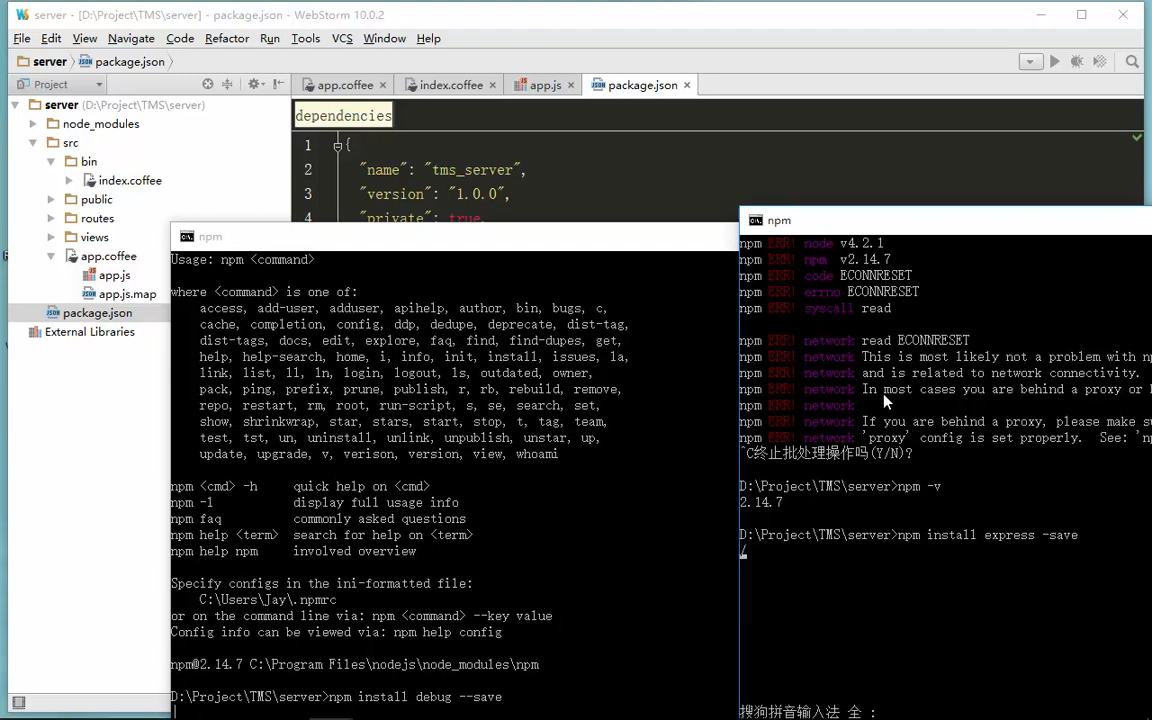 server - [D:\Project\TMS\server] - package.json - WebStorm 10.0.2
File Edit View Navigate Code Refactor Run Tools VCS Window Help
server package.json
Project
app.coffee index.coffee app.js package.json
server (D:\Project\TMS\server)
node_modules
src
bin
index.coffee
public
routes
views
app.coffee
app.js
app.js.map
package.json
External Libraries
dependencies
1 {
2 "name": "tms_server",
3 "version": "1.0.0",
4 "private": true,
npm
Usage: npm <command>
where <command> is one of:
access, add-user, adduser, apihelp, author, bin, bugs, c,
cache, completion, config, ddp, dedupe, deprecate, dist-tag,
dist-tags, docs, edit, explore, faq, find, find-dupes, get,
help, help-search, home, i, info, init, install, issues, la,
link, list, ll, ln, login, logout, ls, outdated, owner,
pack, ping, prefix, prune, publish, r, rb, rebuild, remove,
repo, restart, rm, root, run-script, s, se, search, set,
show, shrinkwrap, star, stars, start, stop, t, tag, team,
test, tst, un, uninstall, unlink, unpublish, unstar, up,
update, upgrade, v, verison, version, view, whoami
npm <cmd> -h quick help on <cmd>
npm -l display full usage info
npm faq commonly asked questions
npm help <term> search for help on <term>
npm help npm involved overview
Specify configs in the ini-formatted file:
C:\Users\Jay\.npmrc
or on the command line via: npm <command> --key value
Config info can be viewed via: npm help config
npm@2.14.7 C:\Program Files\nodejs\node_modules\npm
D:\Project\TMS\server>npm install debug --save
npm
npm ERR! node v4.2.1
npm ERR! npm v2.14.7
npm ERR! code ECONNRESET
npm ERR! errno ECONNRESET
npm ERR! syscall read
npm ERR! network read ECONNRESET
npm ERR! network This is most likely not a problem with
npm ERR! network and is related to network connectivity.
npm ERR! network In most cases you are behind a proxy or
npm ERR! network
npm ERR! network If you are behind a proxy, please make
npm ERR! network 'proxy' config is set properly. See:
^C终止批处理操作吗(Y/N)?
D:\Project\TMS\server>npm -v
2.14.7
D:\Project\TMS\server>npm install express -save
/
搜狗拼音输入法 全 :